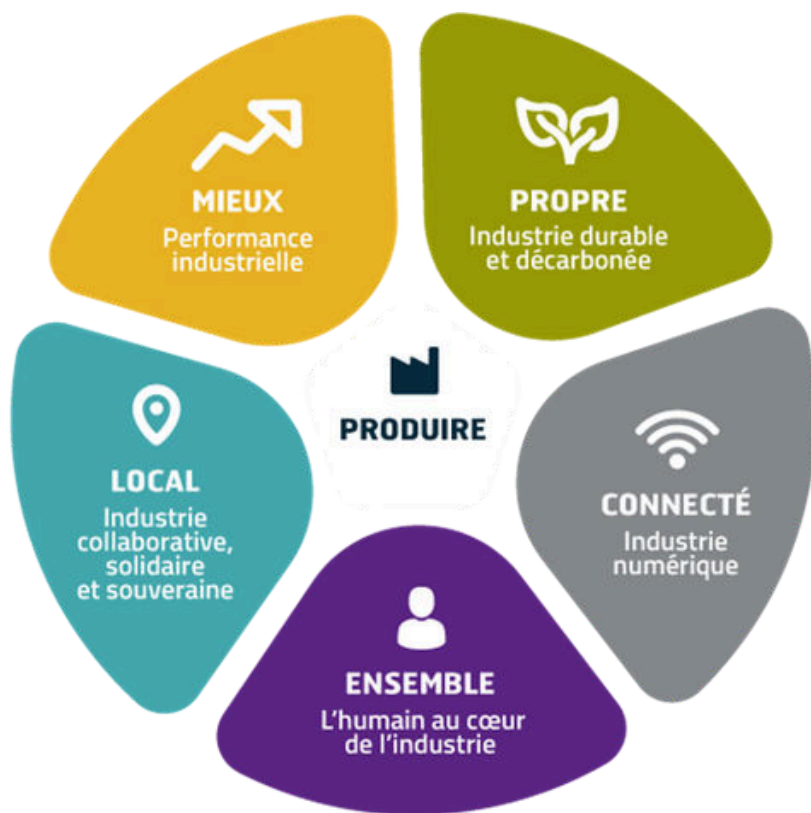 MIEUX
Performance
industrielle
PROPRE
Industrie durable
et décarbonée
PRODUIRE
LOCAL
Industrie
collaborative,
solidaire
et souveraine
CONNECTÉ
Industrie
numérique
ENSEMBLE
L'humain au cœur
de l'industrie